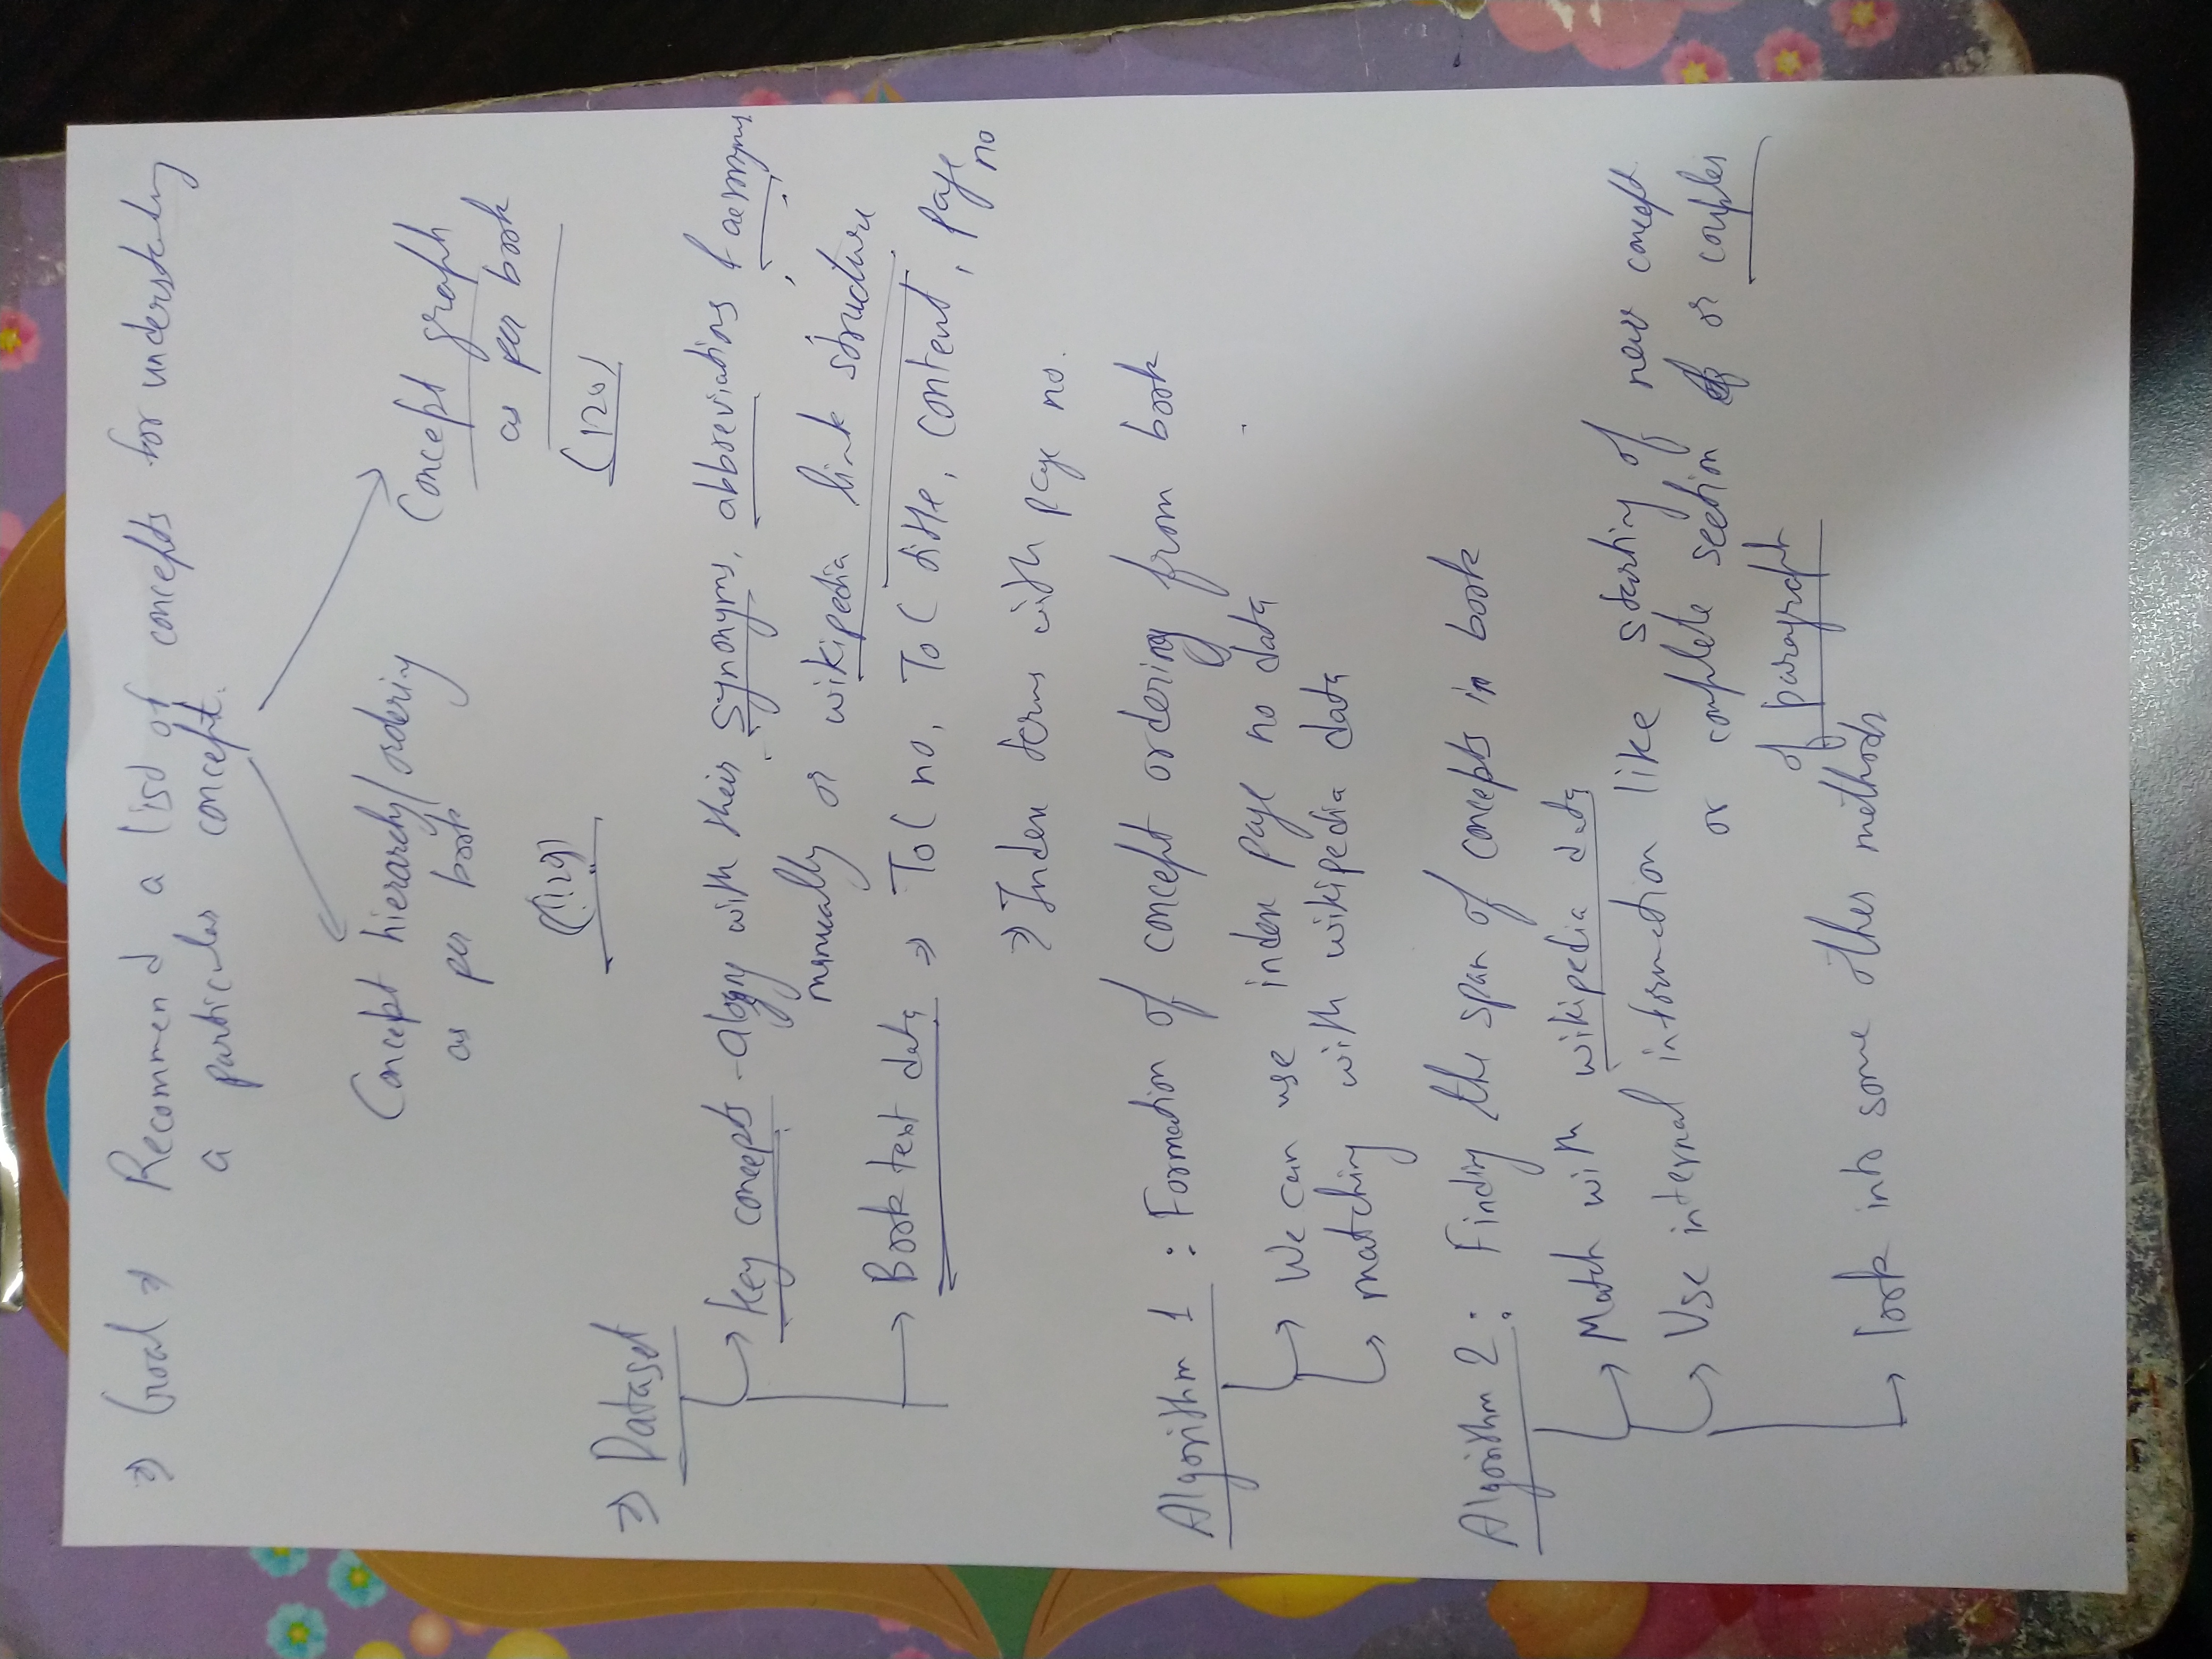 ⇒ Goal ⇒ Recommend a list of concepts for understanding
a particular concept.
Concept hierarchy/ordering
as per book
Concept graph
as per book
(120)
⇒ Dataset
Key concepts - along with their synonyms, abbreviations & acronyms
manually or wikipedia link structure
Book text data ⇒ ToC no, ToC title, content, page no
⇒ Index terms with page no.
Algorithm 1 : Formation of concept ordering from book
We can use index page no data
matching with wikipedia data
Algorithm 2 : Finding the span of concepts in book
Match with wikipedia data
Use internal information like starting of new concept
or complete section or couples
of paragraph
look into some other methods